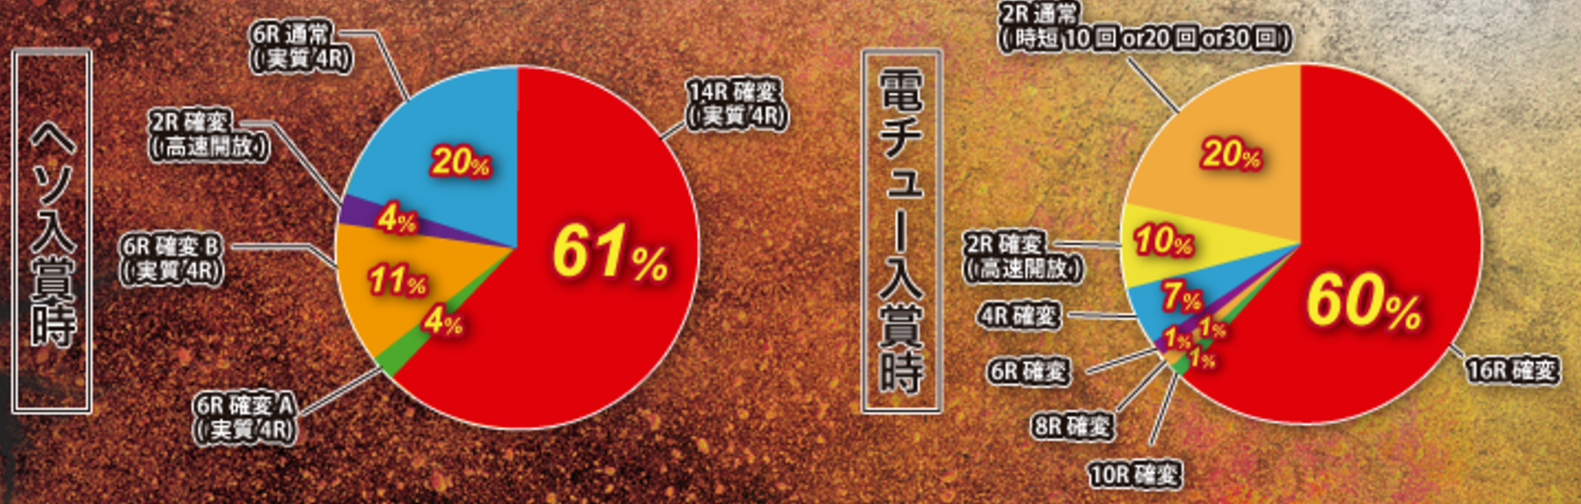 ヘソ入賞時
6R 通常
(実質 4R)
14R 確変
(実質 4R)
2R 確変
(高速開放)
6R 確変 B
(実質 4R)
6R 確変 A
(実質 4R)
20%
4%
11%
4%
61%
電チュー入賞時
2R 通常
(時短 10 回 or20 回 or30 回)
2R 確変
(高速開放)
4R 確変
6R 確変
8R 確変
10R 確変
16R 確変
20%
10%
7%
1%
1%
1%
60%